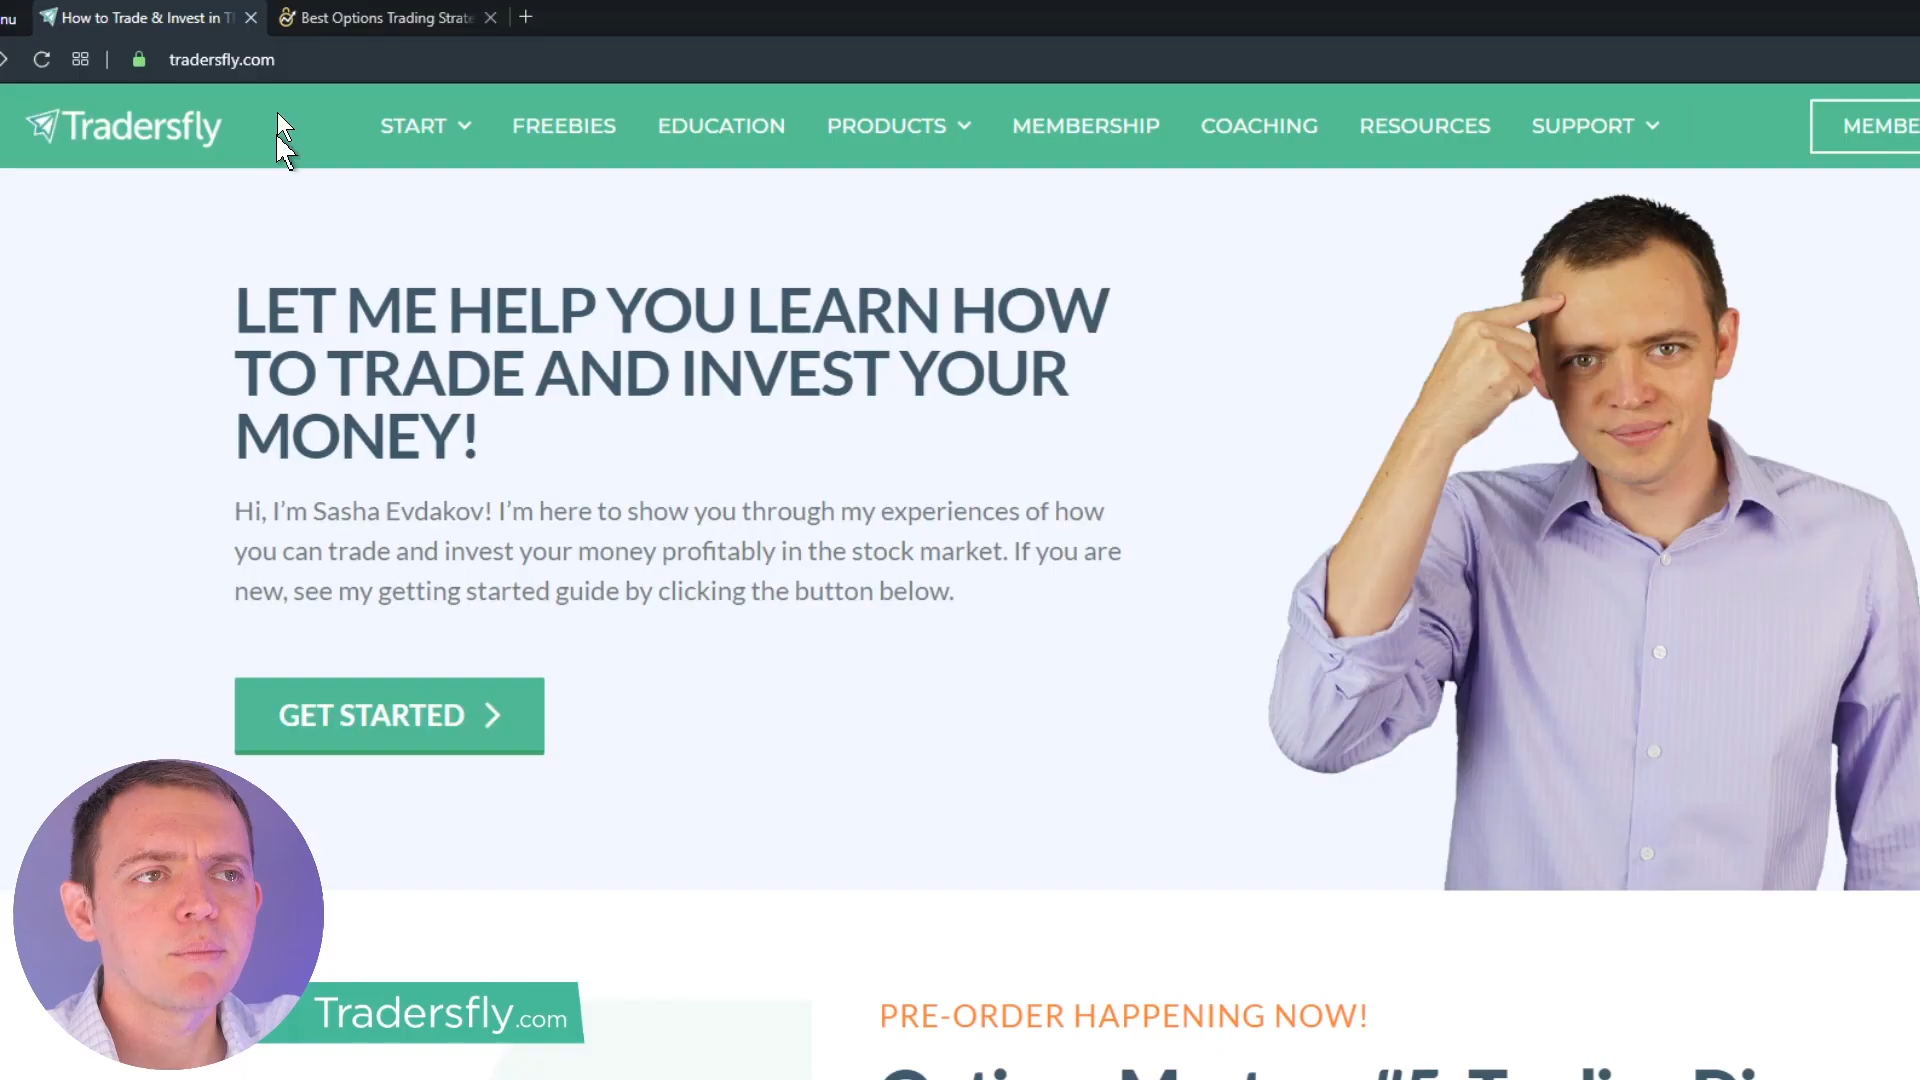 nu
How to Trade & Invest in T
Best Options Trading Strate
tradersfly.com
Tradersfly
START
FREEBIES
EDUCATION
PRODUCTS
MEMBERSHIP
COACHING
RESOURCES
SUPPORT
MEMBE
LET ME HELP YOU LEARN HOW
TO TRADE AND INVEST YOUR
MONEY!
Hi, I'm Sasha Evdakov! I'm here to show you through my experiences of how
you can trade and invest your money profitably in the stock market. If you are
new, see my getting started guide by clicking the button below.
GET STARTED
Tradersfly.com
PRE-ORDER HAPPENING NOW!